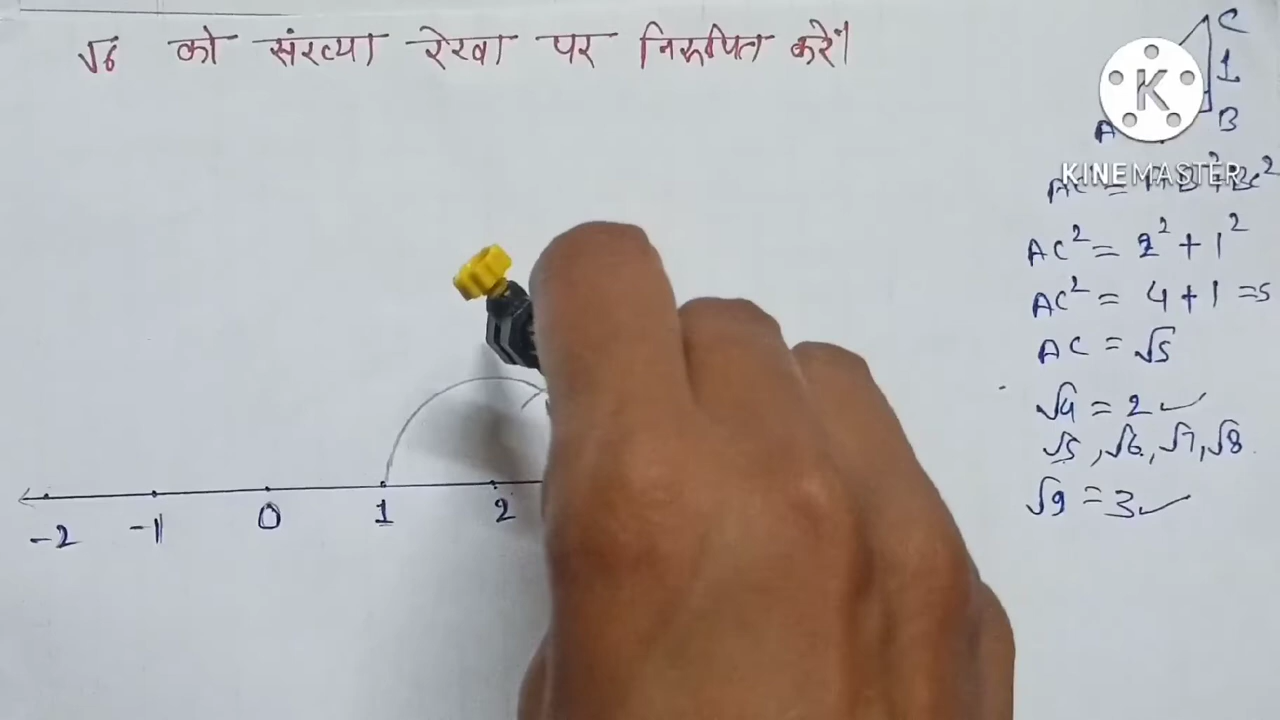 √6 को संख्या रेखा पर निरूपित करें।
C
1
A B
K
KINEMASTER
AC² = 2² + 1²
AC² = 4 + 1 = 5
AC = √5
√4 = 2 ✓
√5, √6, √7, √8
√9 = 3 ✓
-2 -1 0 1 2